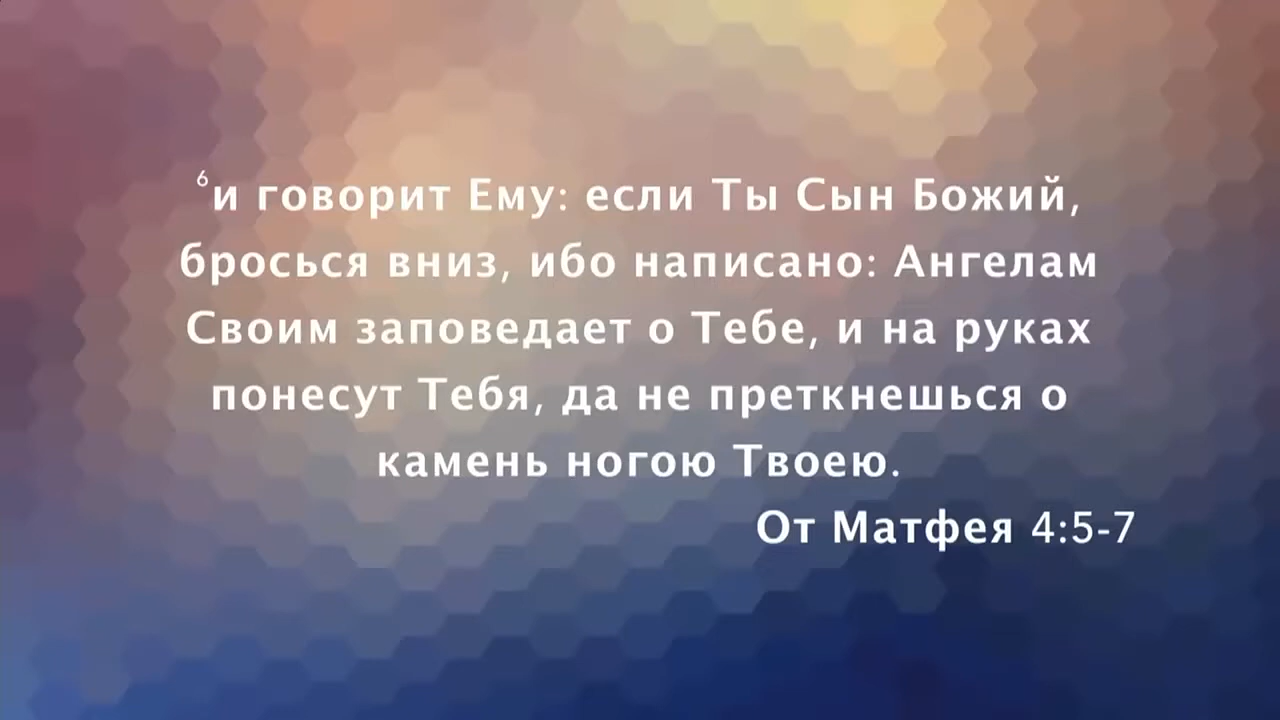 ⁶и говорит Ему: если Ты Сын Божий,
бросься вниз, ибо написано: Ангелам
Своим заповедает о Тебе, и на руках
понесут Тебя, да не преткнешься о
камень ногою Твоею.
От Матфея 4:5-7